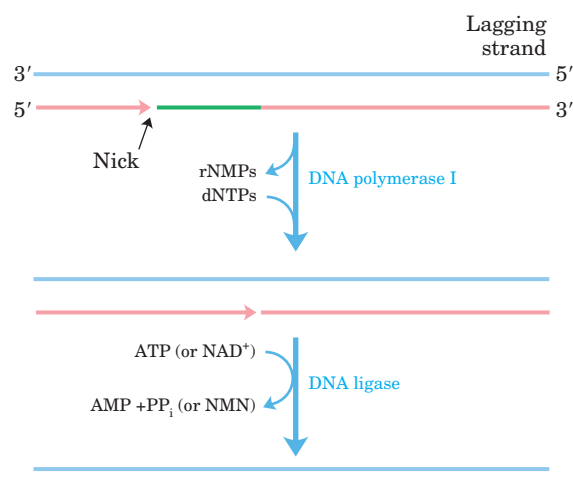 Lagging
strand
3′ 5′
5′ 3′
Nick
rNMPs
DNA polymerase I
dNTPs
ATP (or NAD⁺)
DNA ligase
AMP +PPᵢ (or NMN)